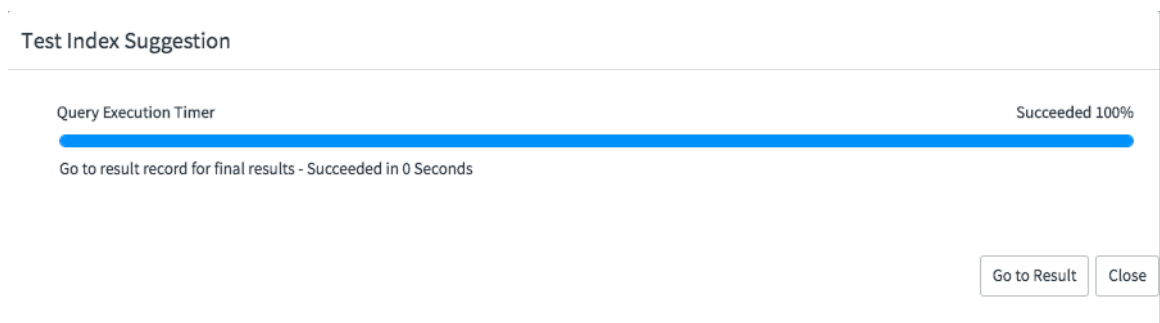 Test Index Suggestion
Query Execution Timer Succeeded 100%
Go to result record for final results - Succeeded in 0 Seconds
Go to Result Close